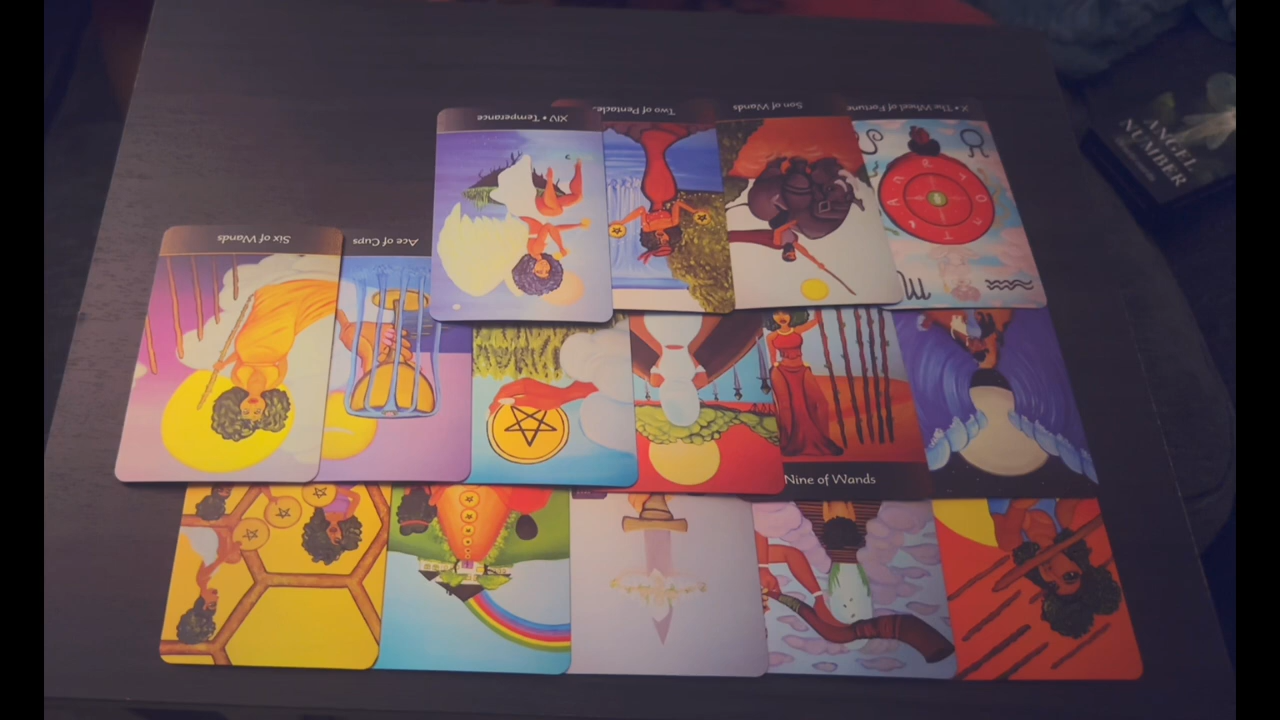 XIV • Temperance
Two of Pentacles
Son of Wands
X • The Wheel of Fortune
ANGEL
NUMBER
Six of Wands
Ace of Cups
Nine of Wands